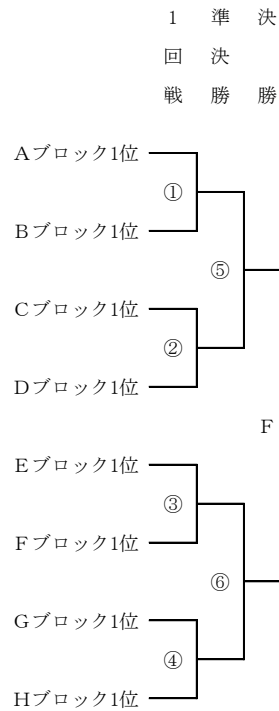 1回戦
準決勝
決勝
Aブロック1位
①
Bブロック1位
⑤
Cブロック1位
②
Dブロック1位
F
Eブロック1位
③
Fブロック1位
⑥
Gブロック1位
④
Hブロック1位